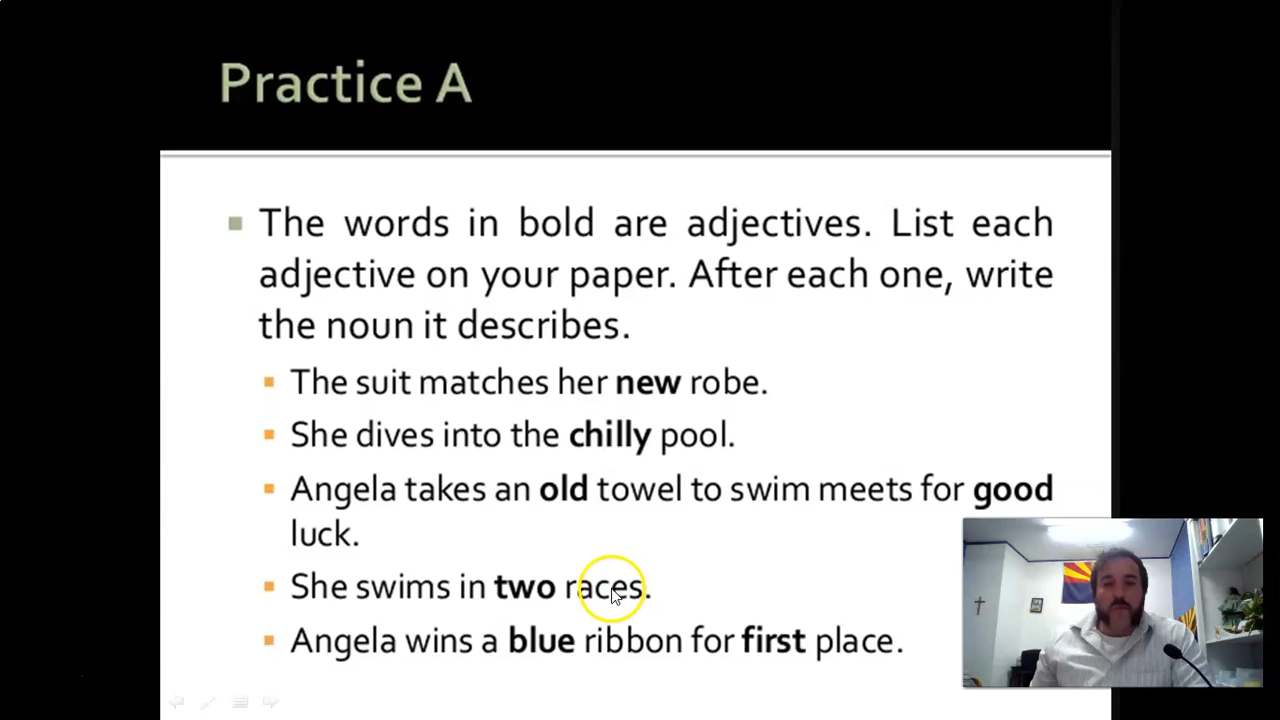 Practice A
The words in bold are adjectives. List each
adjective on your paper. After each one, write
the noun it describes.
The suit matches her new robe.
She dives into the chilly pool.
Angela takes an old towel to swim meets for good
luck.
She swims in two races.
Angela wins a blue ribbon for first place.